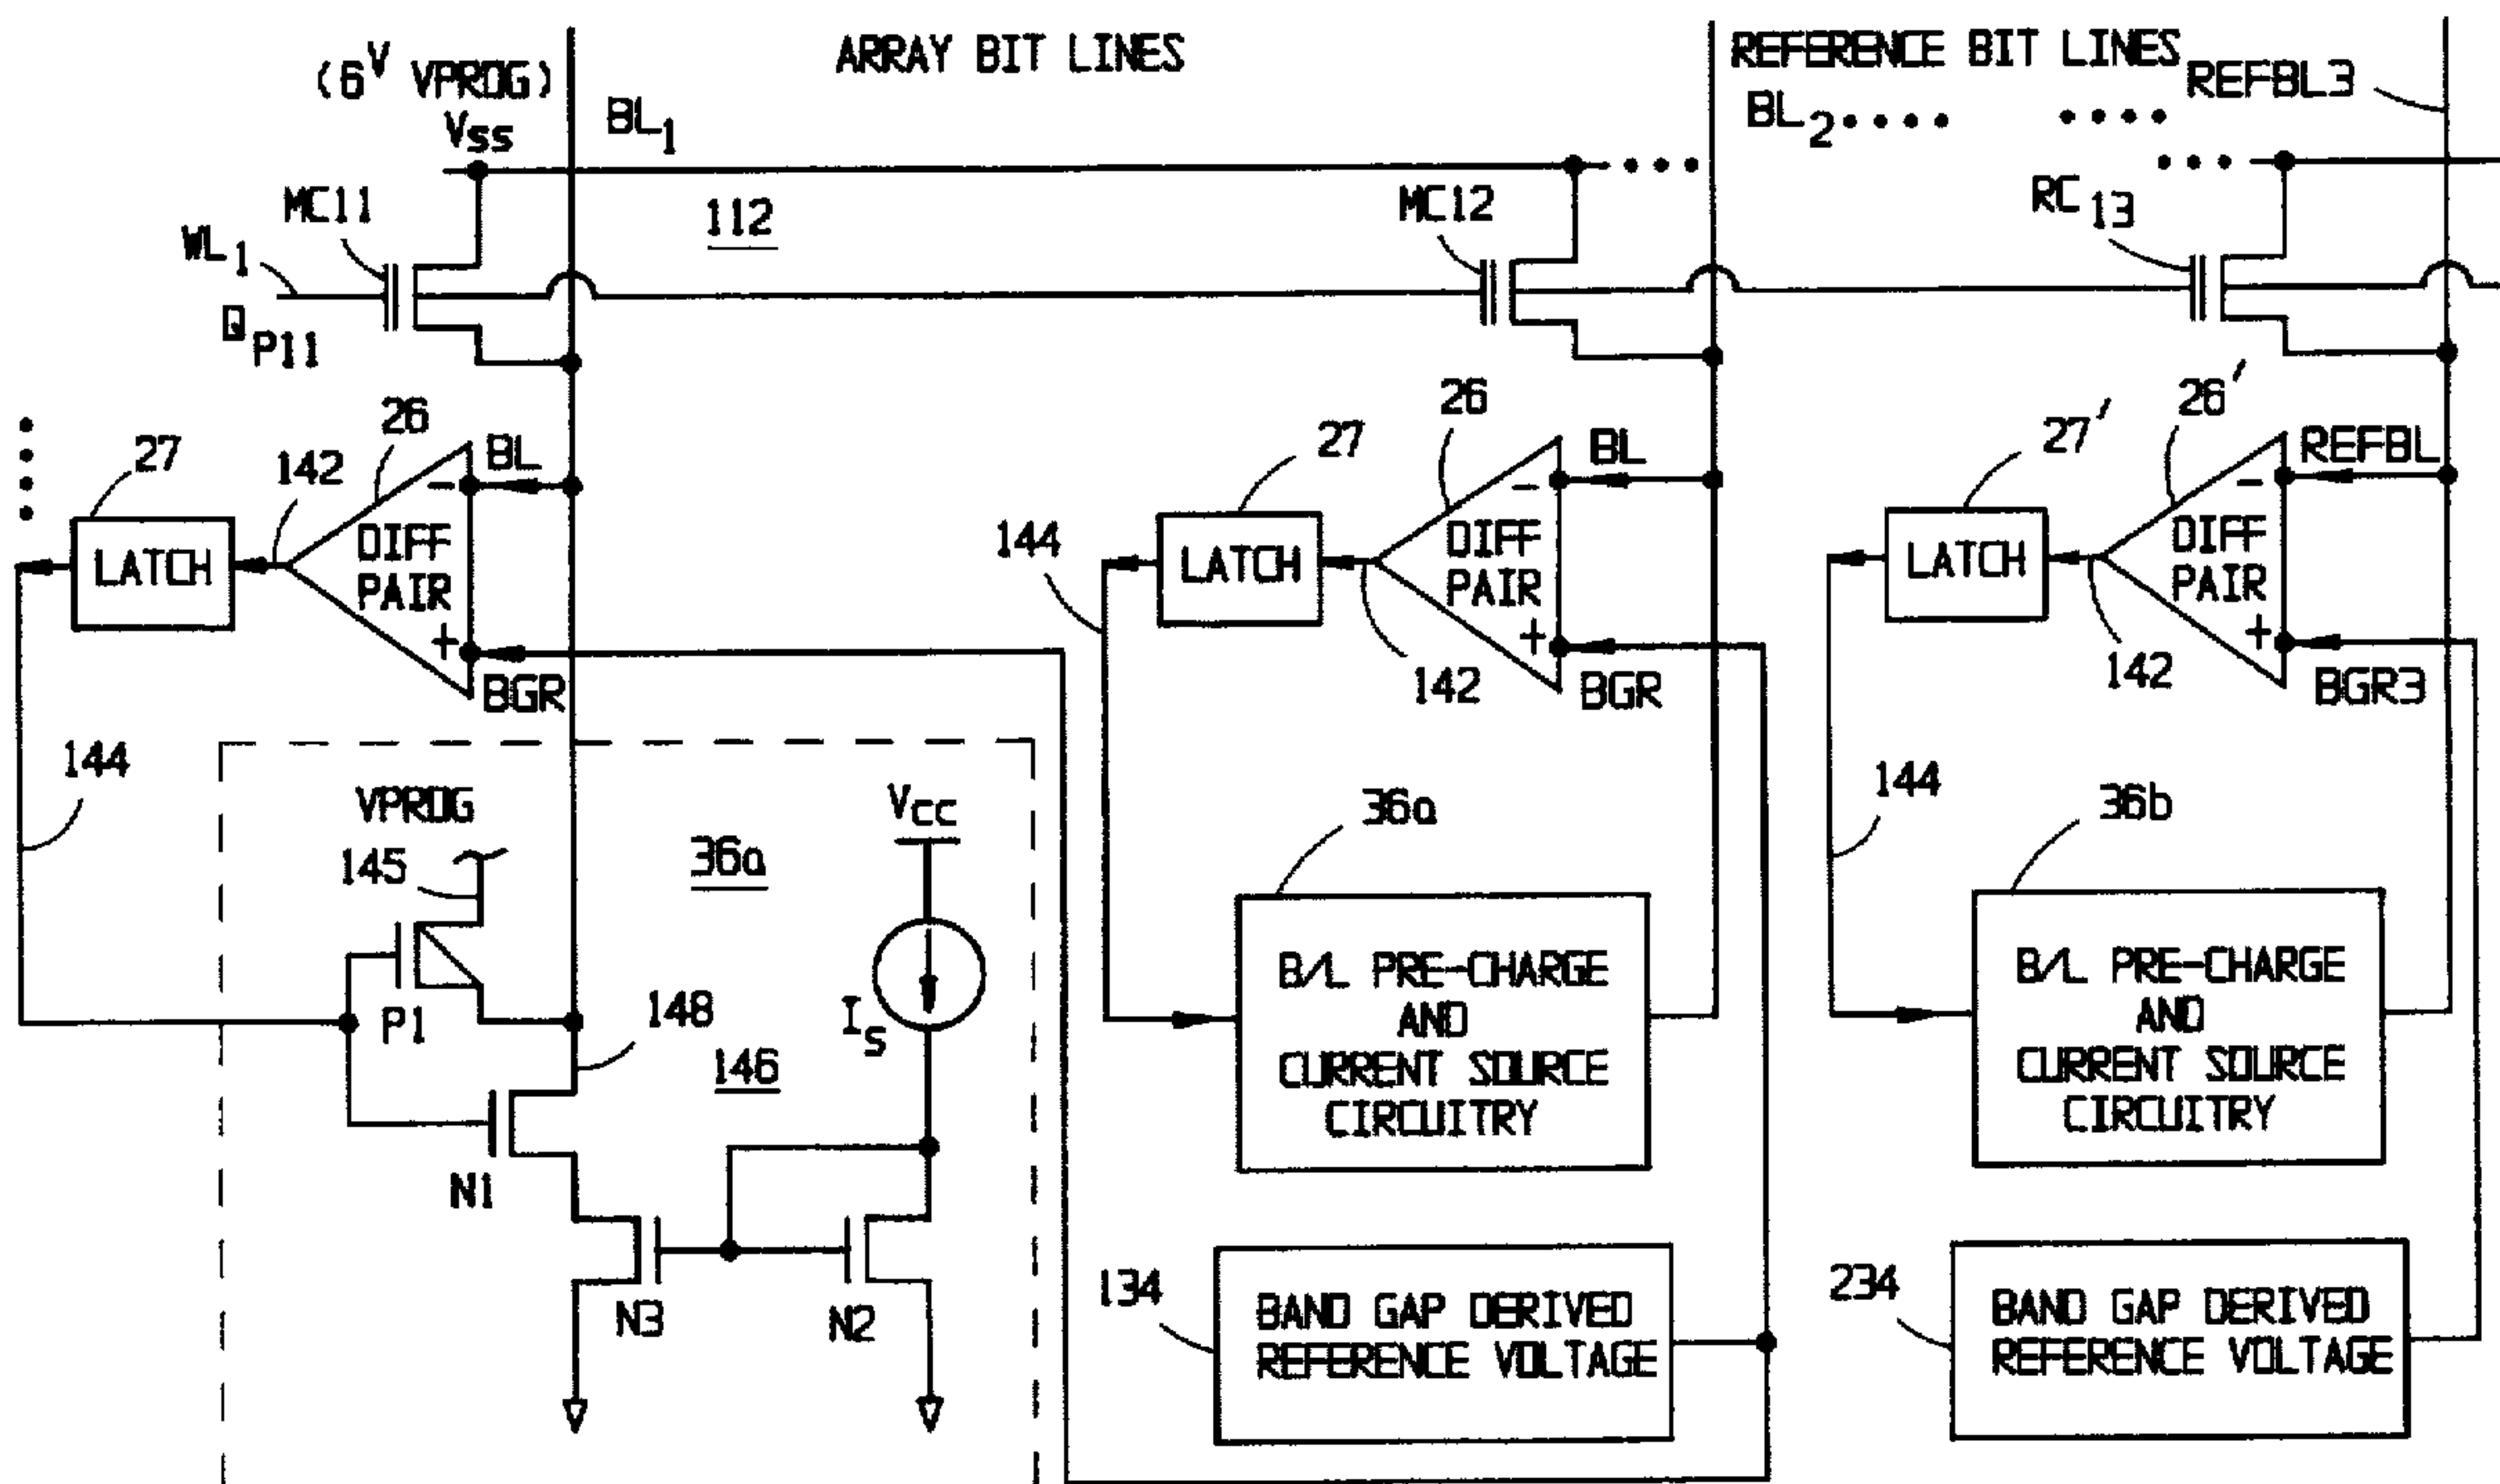 (6V VPROG)
VSS
ARRAY BIT LINES
REFERENCE BIT LINES
REFBL3
BL1
BL2
MC11
112
MC12
RC13
WL1
QP11
26
27
142
BL
LATCH
DIFF
PAIR
-
+
BGR
144
26
27
BL
144
LATCH
DIFF
PAIR
-
+
142
BGR
26'
27'
REFBL
LATCH
DIFF
PAIR
-
+
142
BGR3
144
VPROG
145
P1
36a
VCC
IS
148
146
N1
N3
N2
36a
B/L PRE-CHARGE
AND
CURRENT SOURCE
CIRCUITRY
36b
B/L PRE-CHARGE
AND
CURRENT SOURCE
CIRCUITRY
134
BAND GAP DERIVED
REFERENCE VOLTAGE
234
BAND GAP DERIVED
REFERENCE VOLTAGE